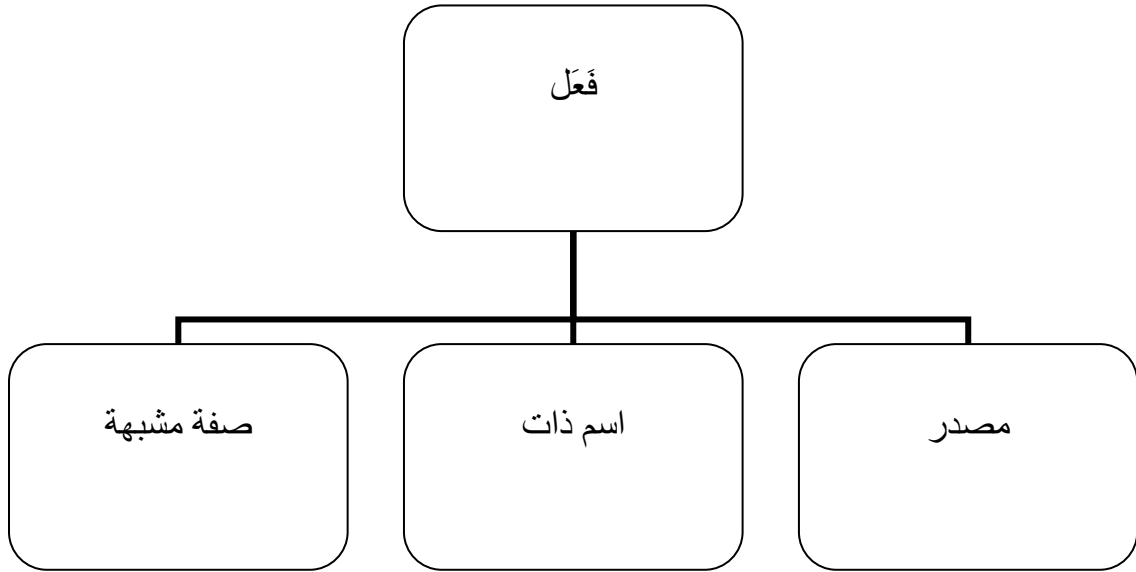 فَعَل
مصدر
اسم ذات
صفة مشبهة